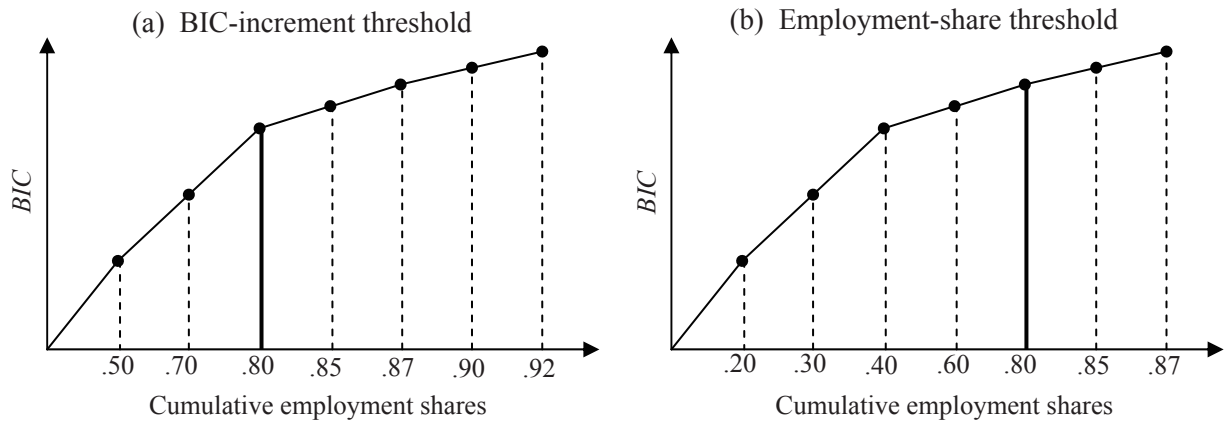 (a) BIC-increment threshold
BIC
.50 .70 .80 .85 .87 .90 .92
Cumulative employment shares
(b) Employment-share threshold
BIC
.20 .30 .40 .60 .80 .85 .87
Cumulative employment shares